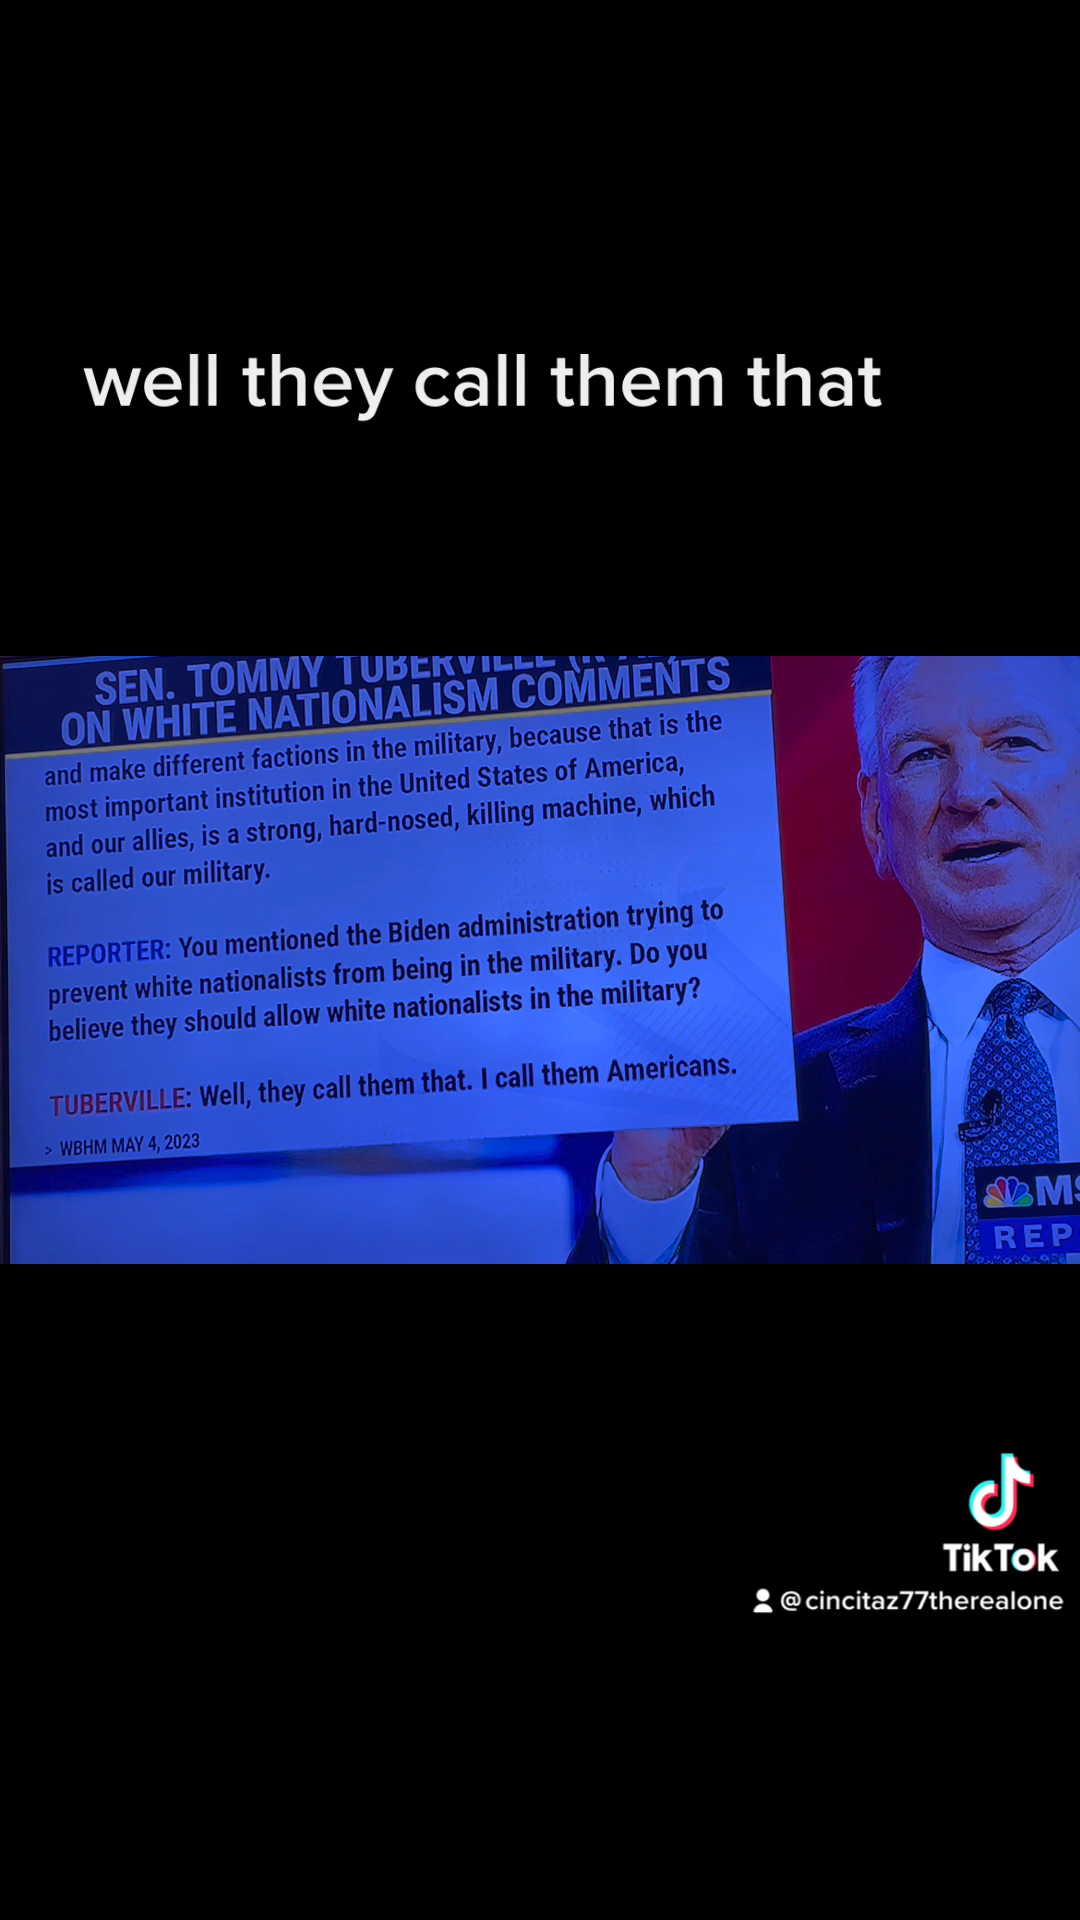 well they call them that
SEN. TOMMY TUBERVILLE
ON WHITE NATIONALISM COMMENTS
and make different factions in the military, because that is the
most important institution in the United States of America,
and our allies, is a strong, hard-nosed, killing machine, which
is called our military.
REPORTER: You mentioned the Biden administration trying to
prevent white nationalists from being in the military. Do you
believe they should allow white nationalists in the military?
TUBERVILLE: Well, they call them that. I call them Americans.
> WBHM MAY 4, 2023
MS
REP
TikTok
@cincitaz77therealone